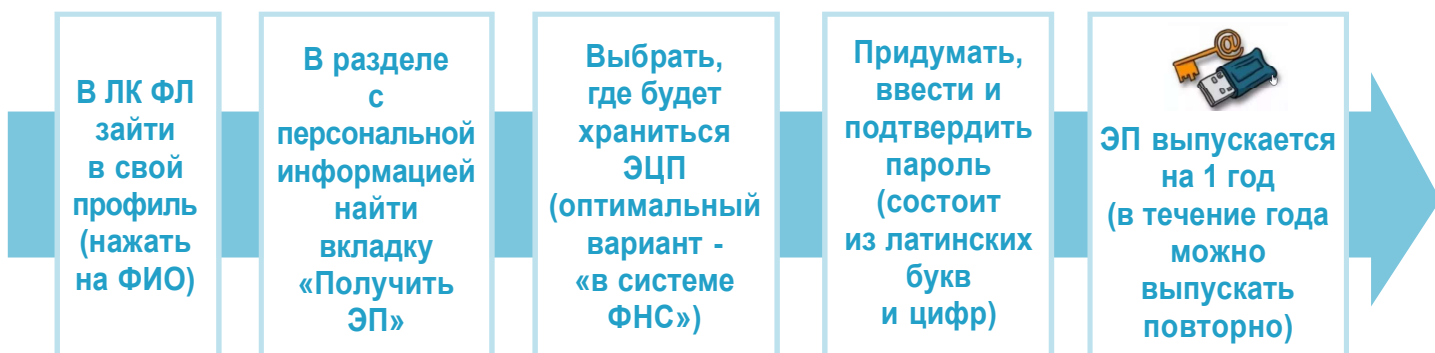 В ЛК ФЛ
зайти
в свой
профиль
(нажать
на ФИО)
В разделе
с
персональной
информацией
найти
вкладку
«Получить
ЭП»
Выбрать,
где будет
храниться
ЭЦП
(оптимальный
вариант -
«в системе
ФНС»)
Придумать,
ввести и
подтвердить
пароль
(состоит
из латинских
букв
и цифр)
ЭП выпускается
на 1 год
(в течение года
можно
выпускать
повторно)